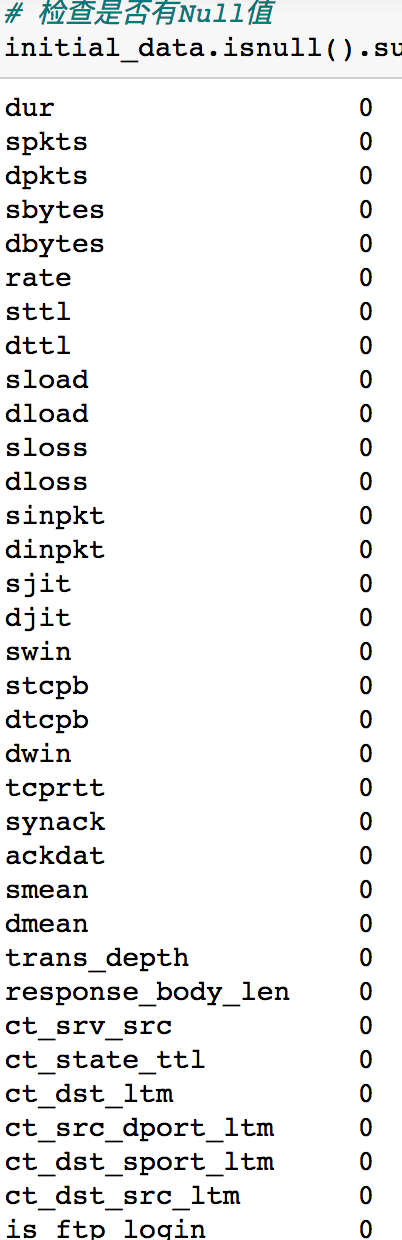 # 检查是否有Null值
initial_data.isnull().su
dur 0
spkts 0
dpkts 0
sbytes 0
dbytes 0
rate 0
sttl 0
dttl 0
sload 0
dload 0
sloss 0
dloss 0
sinpkt 0
dinpkt 0
sjit 0
djit 0
swin 0
stcpb 0
dtcpb 0
dwin 0
tcprtt 0
synack 0
ackdat 0
smean 0
dmean 0
trans_depth 0
response_body_len 0
ct_srv_src 0
ct_state_ttl 0
ct_dst_ltm 0
ct_src_dport_ltm 0
ct_dst_sport_ltm 0
ct_dst_src_ltm 0
is_ftp_login 0